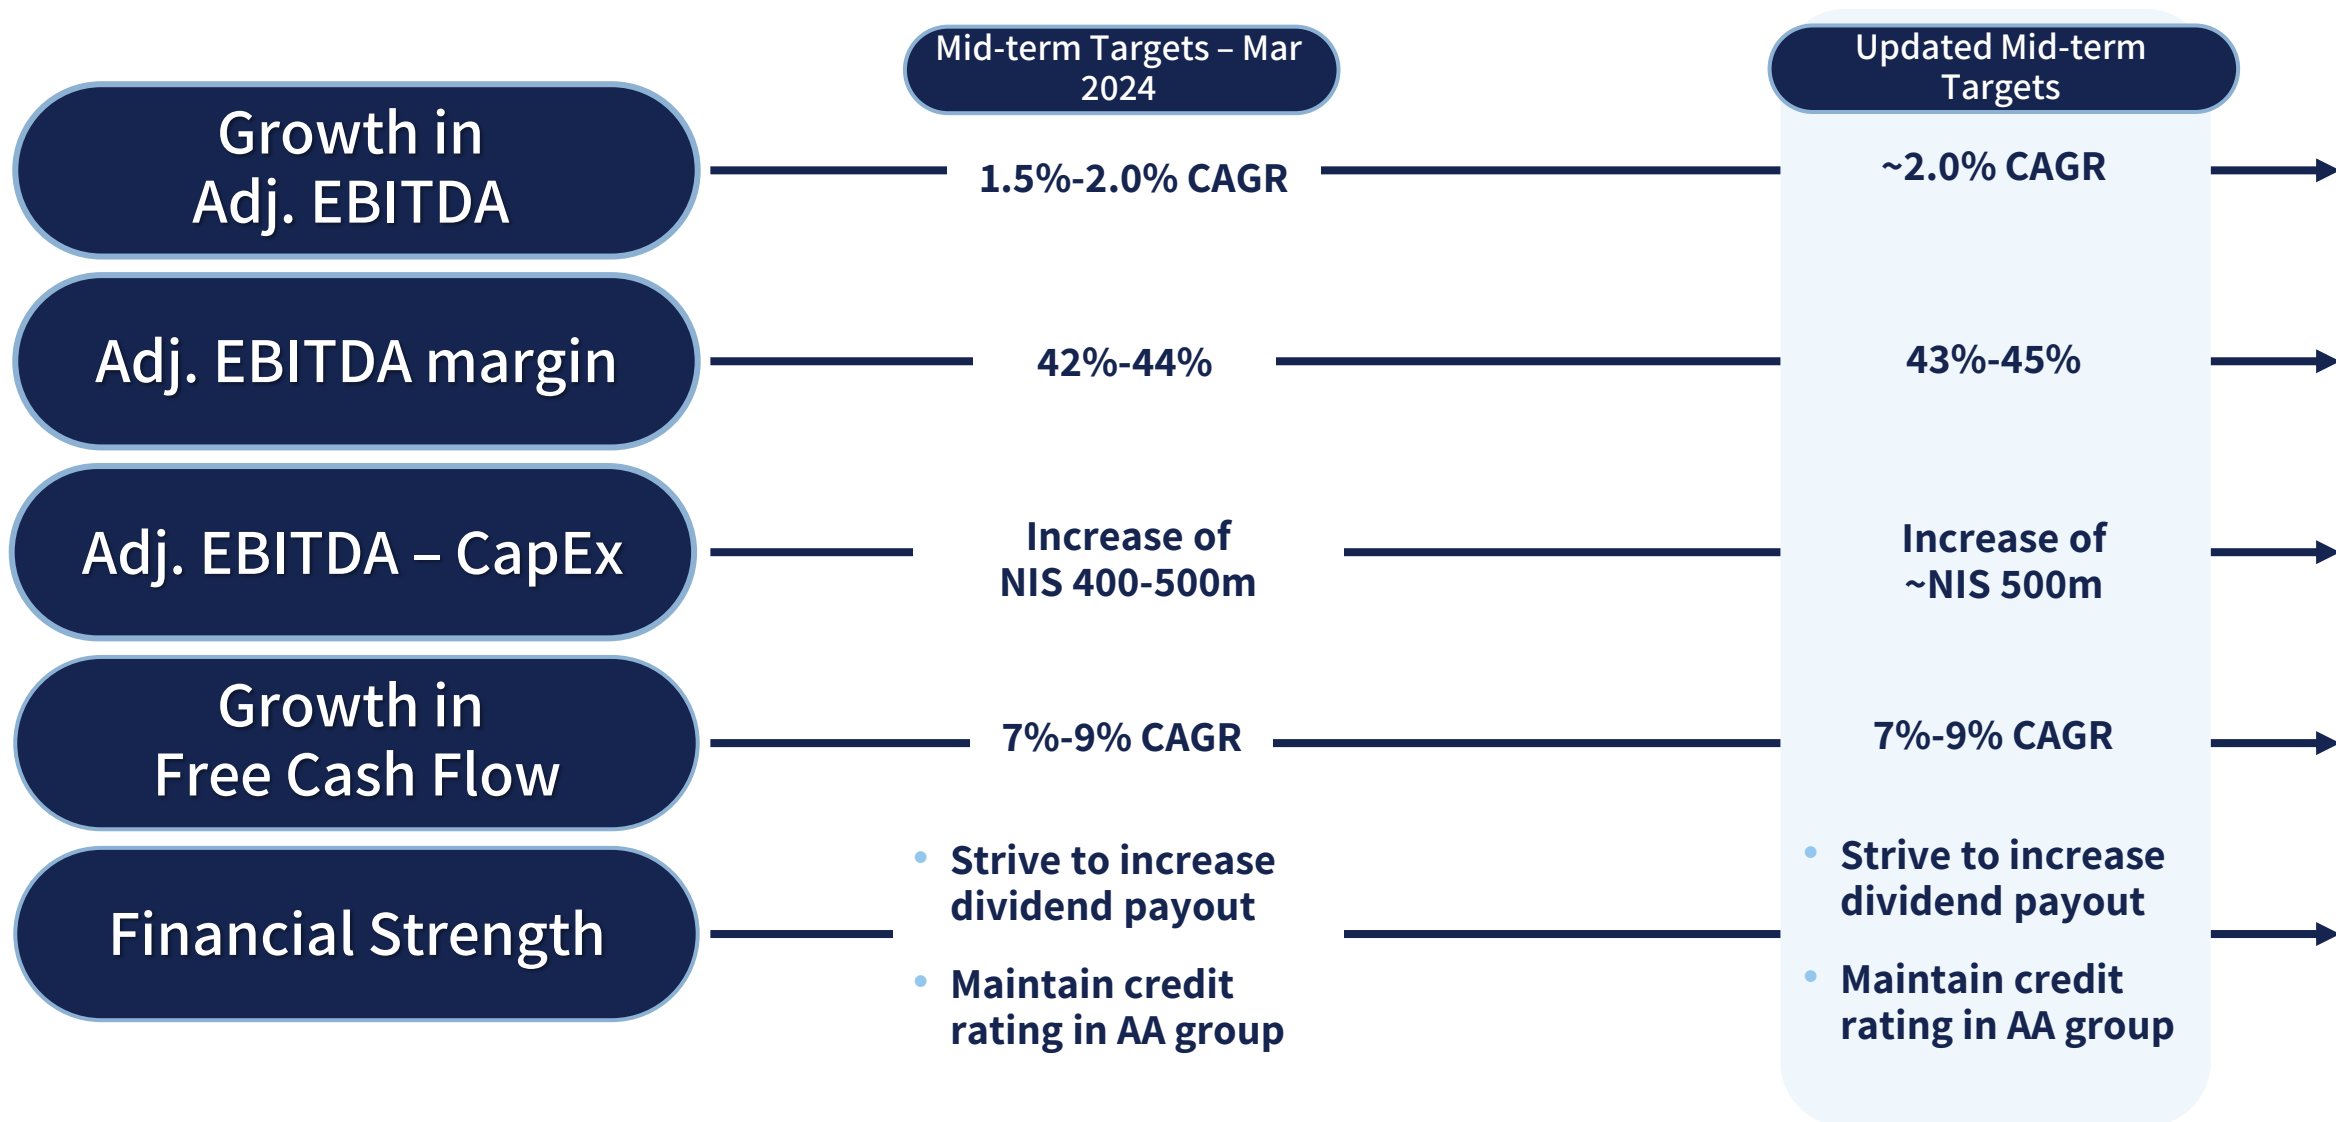 Mid-term Targets – Mar
2024
Updated Mid-term
Targets
Growth in
Adj. EBITDA
1.5%-2.0% CAGR
~2.0% CAGR
Adj. EBITDA margin
42%-44%
43%-45%
Adj. EBITDA – CapEx
Increase of
NIS 400-500m
Increase of
~NIS 500m
Growth in
Free Cash Flow
7%-9% CAGR
7%-9% CAGR
Financial Strength
• Strive to increase
dividend payout
• Maintain credit
rating in AA group
• Strive to increase
dividend payout
• Maintain credit
rating in AA group